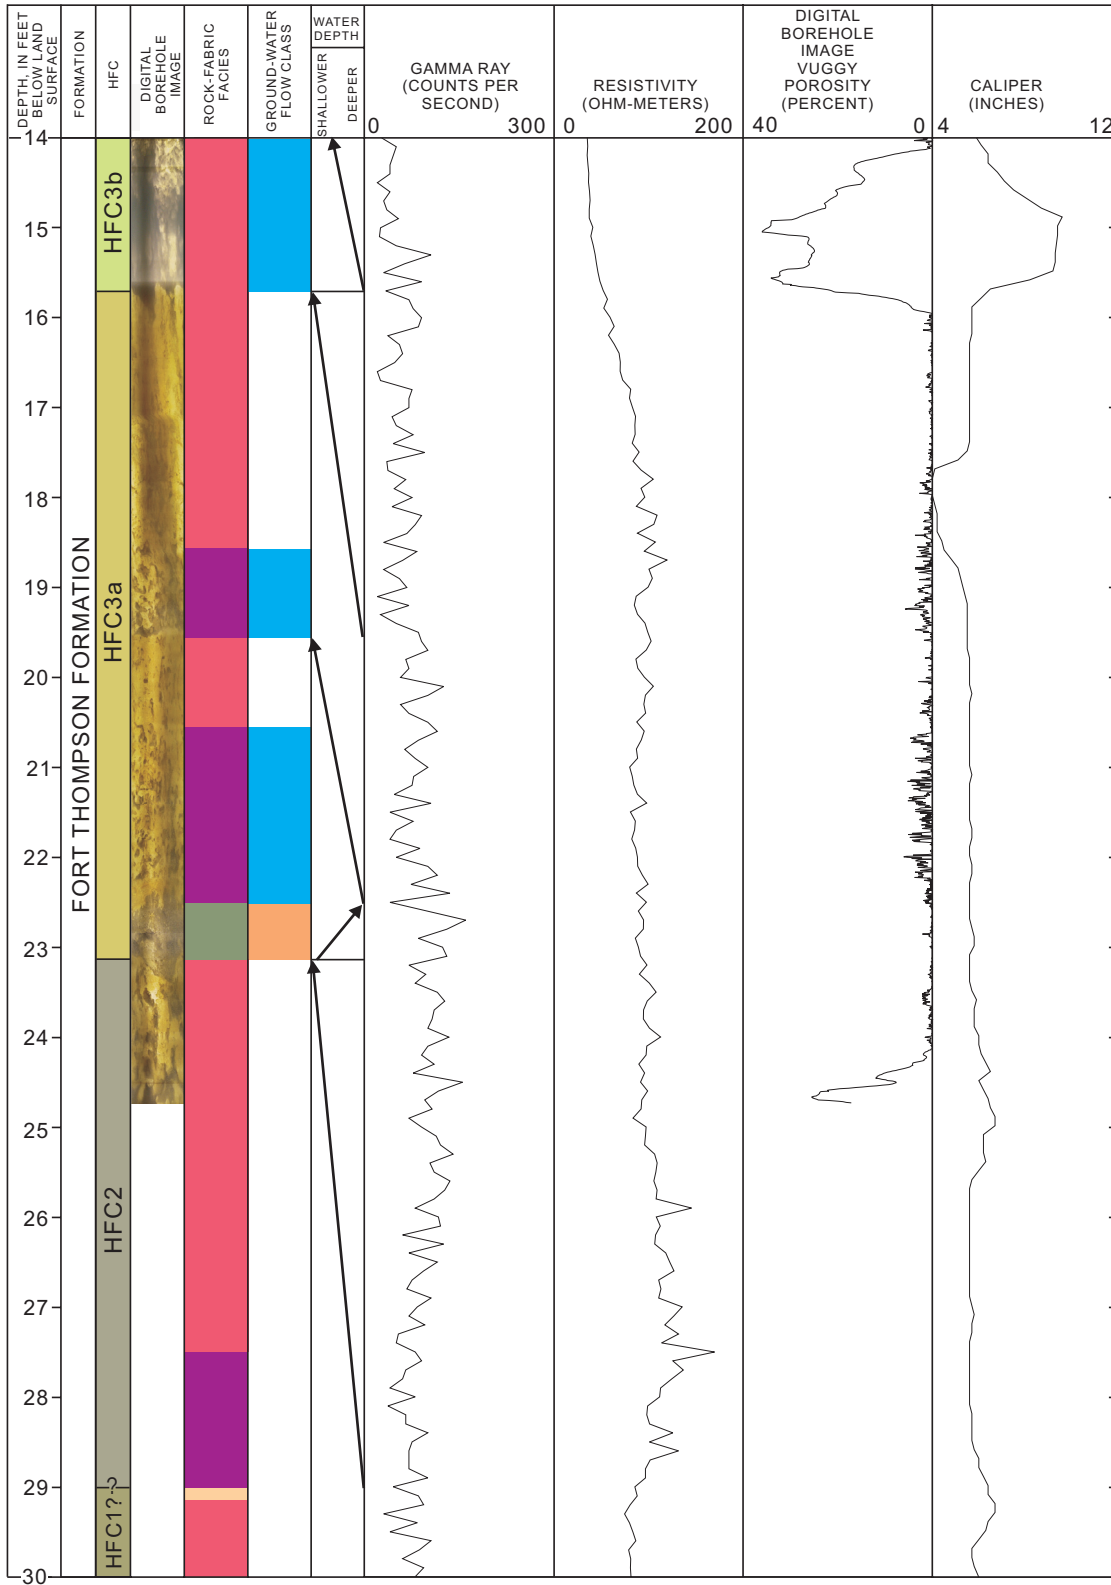 DEPTH, IN FEET
BELOW LAND
SURFACE
FORMATION
HFC
DIGITAL
BOREHOLE
IMAGE
ROCK-FABRIC
FACIES
GROUND-WATER
FLOW CLASS
WATER
DEPTH
SHALLOWER
DEEPER
GAMMA RAY
(COUNTS PER
SECOND)
0 300
RESISTIVITY
(OHM-METERS)
0 200
DIGITAL
BOREHOLE
IMAGE
VUGGY
POROSITY
(PERCENT)
40 0
CALIPER
(INCHES)
4 12
14
15
16
17
18
19
20
21
22
23
24
25
26
27
28
29
30
FORT THOMPSON FORMATION
HFC3b
HFC3a
HFC2
HFC1?-?